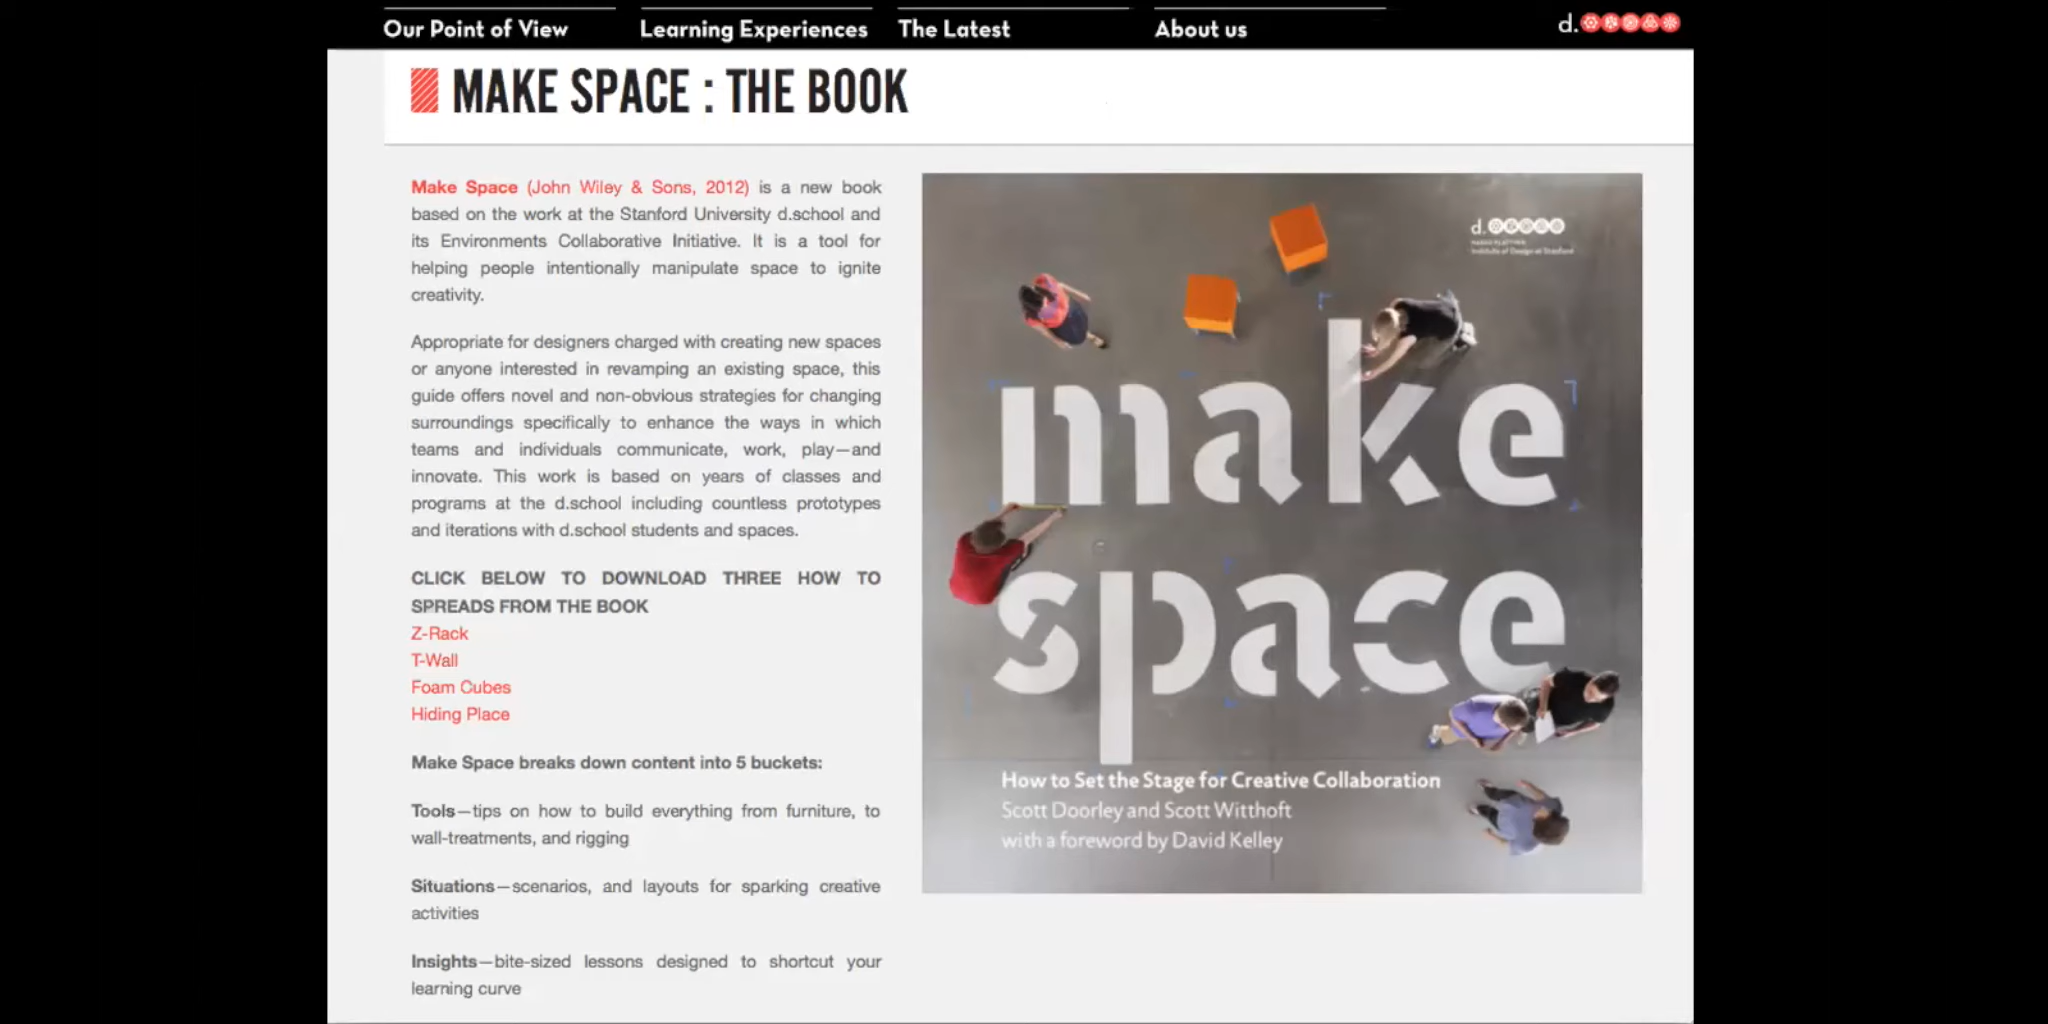 Our Point of View
Learning Experiences
The Latest
About us
d.
MAKE SPACE : THE BOOK
Make Space (John Wiley & Sons, 2012) is a new book
based on the work at the Stanford University d.school and
its Environments Collaborative Initiative. It is a tool for
helping people intentionally manipulate space to ignite
creativity.
Appropriate for designers charged with creating new spaces
or anyone interested in revamping an existing space, this
guide offers novel and non-obvious strategies for changing
surroundings specifically to enhance the ways in which
teams and individuals communicate, work, play—and
innovate. This work is based on years of classes and
programs at the d.school including countless prototypes
and iterations with d.school students and spaces.
CLICK BELOW TO DOWNLOAD THREE HOW TO
SPREADS FROM THE BOOK
Z-Rack
T-Wall
Foam Cubes
Hiding Place
Make Space breaks down content into 5 buckets:
Tools—tips on how to build everything from furniture, to
wall-treatments, and rigging
Situations—scenarios, and layouts for sparking creative
activities
Insights—bite-sized lessons designed to shortcut your
learning curve
d.
Institute of Design at Stanford
make
space
How to Set the Stage for Creative Collaboration
Scott Doorley and Scott Witthoft
with a foreword by David Kelley